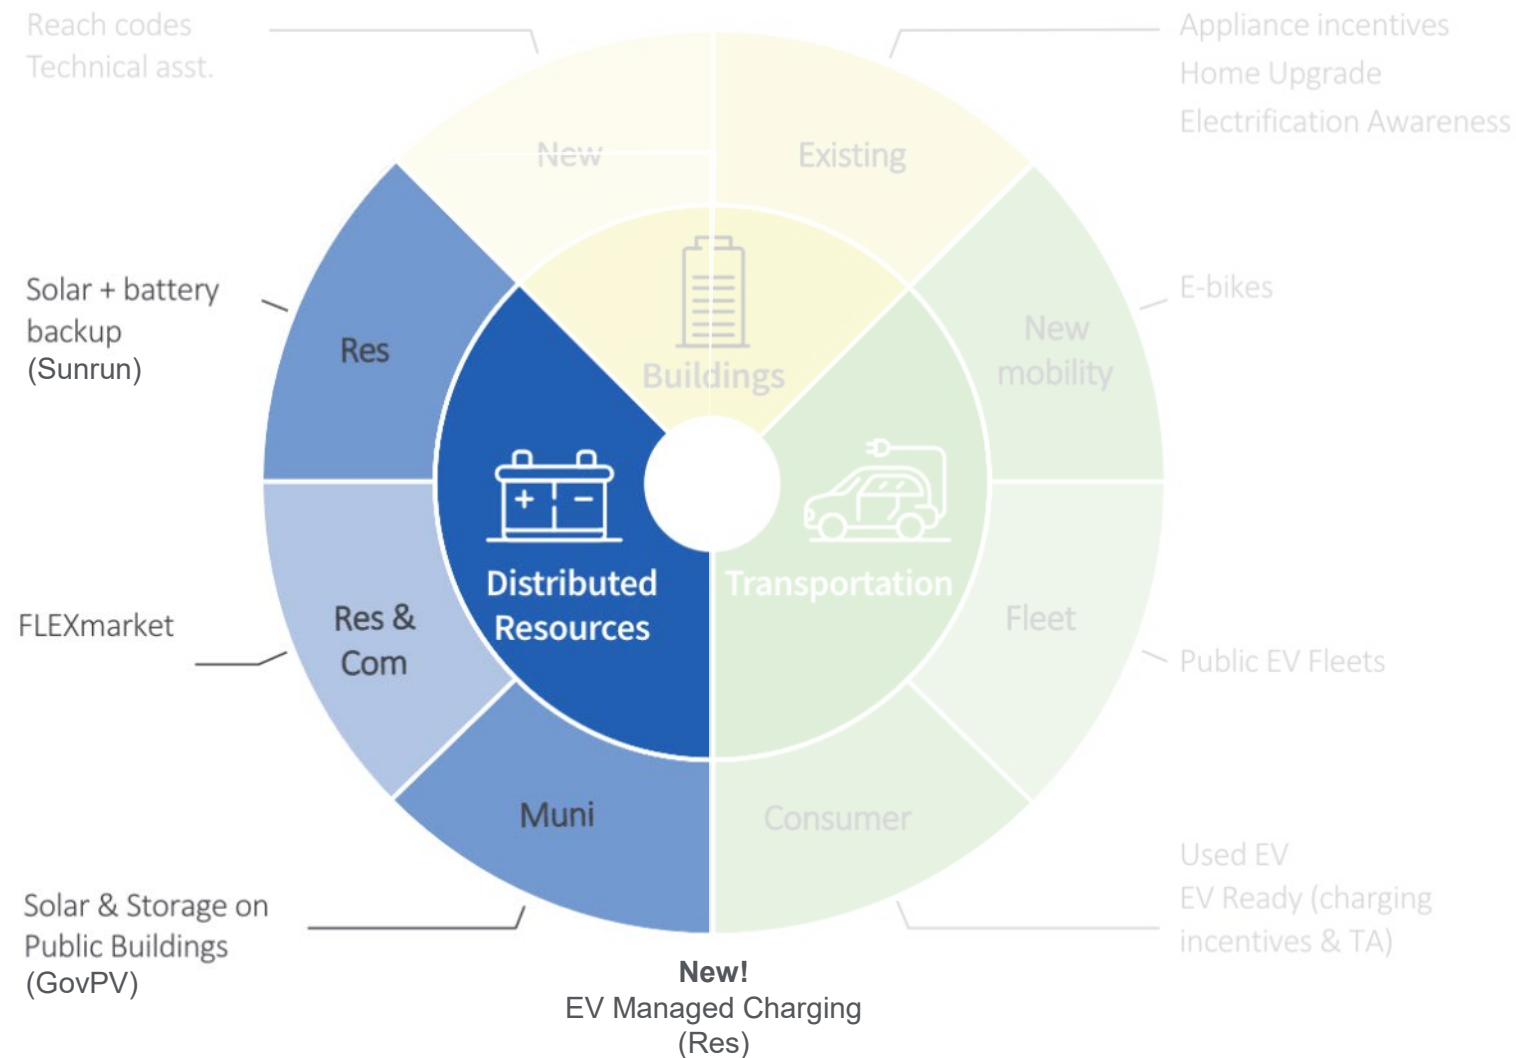 Reach codes
Technical asst.
Appliance incentives
Home Upgrade
Electrification Awareness
New
Existing
Buildings
Solar + battery
backup
(Sunrun)
Res
New
mobility
E-bikes
Distributed
Resources
Transportation
FLEXmarket
Res &
Com
Fleet
Public EV Fleets
Muni
Consumer
Solar & Storage on
Public Buildings
(GovPV)
Used EV
EV Ready (charging
incentives & TA)
New!
EV Managed Charging
(Res)